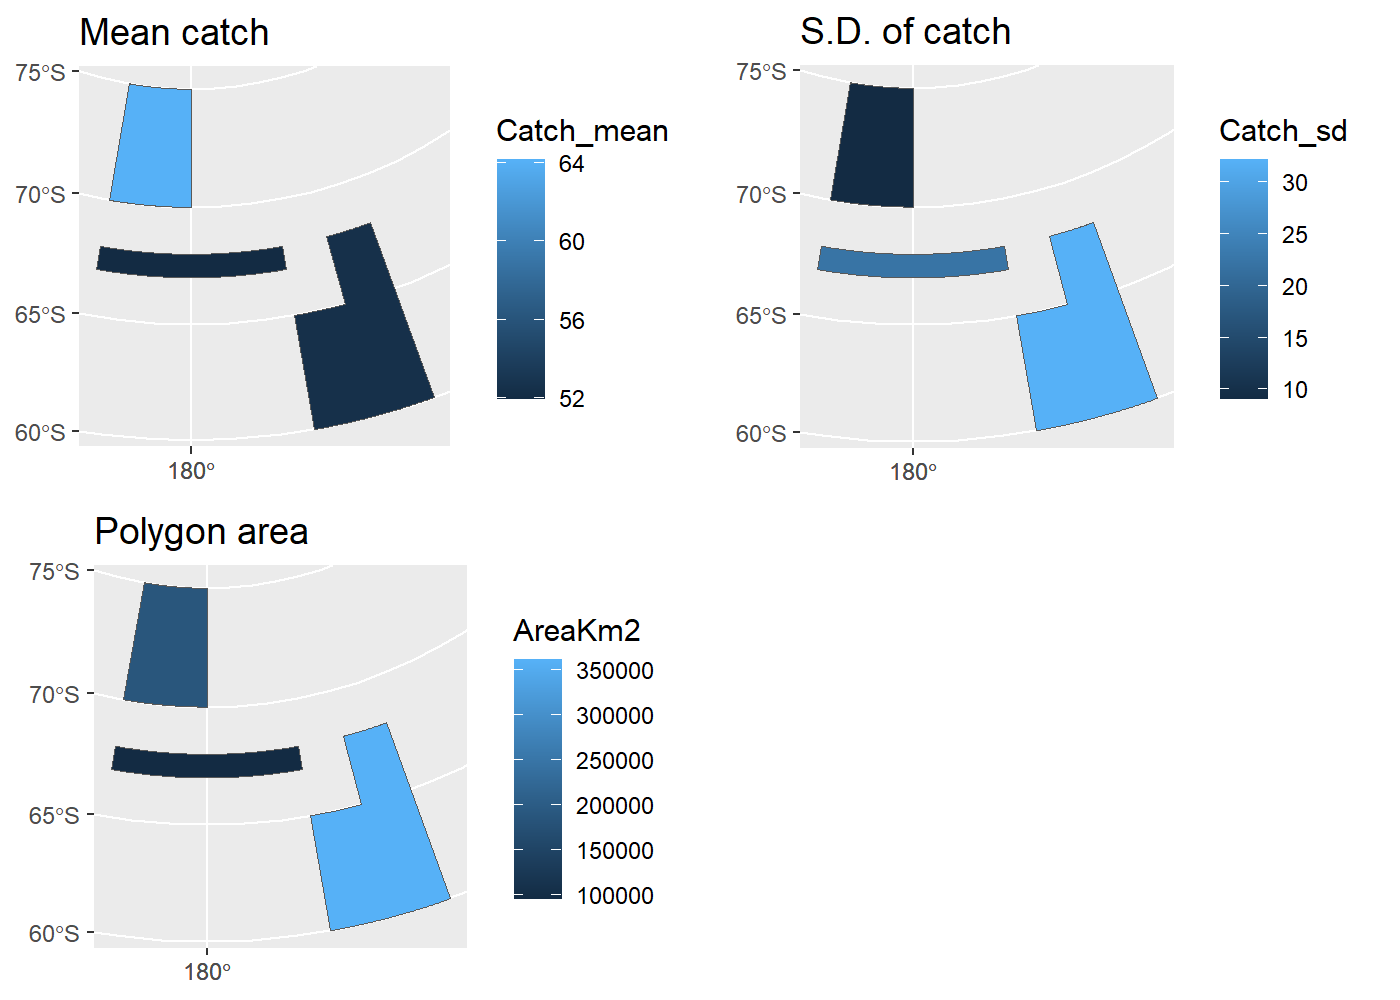 Mean catch
75°S
70°S
65°S
60°S
180°
Catch_mean
64
60
56
52
S.D. of catch
75°S
70°S
65°S
60°S
180°
Catch_sd
30
25
20
15
10
Polygon area
75°S
70°S
65°S
60°S
180°
AreaKm2
350000
300000
250000
200000
150000
100000